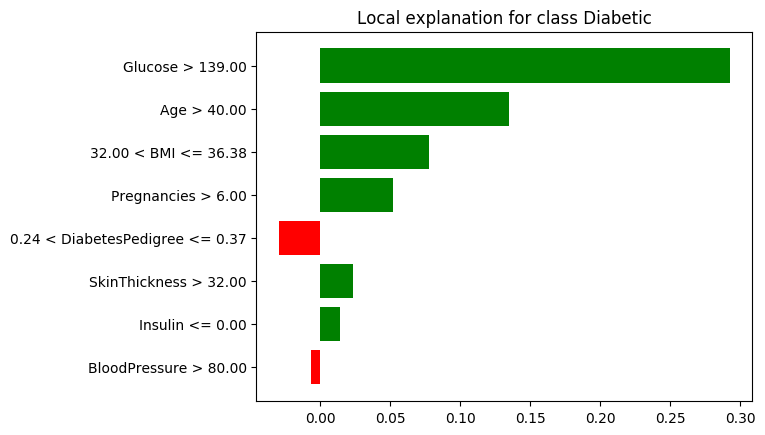 Local explanation for class Diabetic
Glucose > 139.00
Age > 40.00
32.00 < BMI <= 36.38
Pregnancies > 6.00
0.24 < DiabetesPedigree <= 0.37
SkinThickness > 32.00
Insulin <= 0.00
BloodPressure > 80.00
0.00 0.05 0.10 0.15 0.20 0.25 0.30